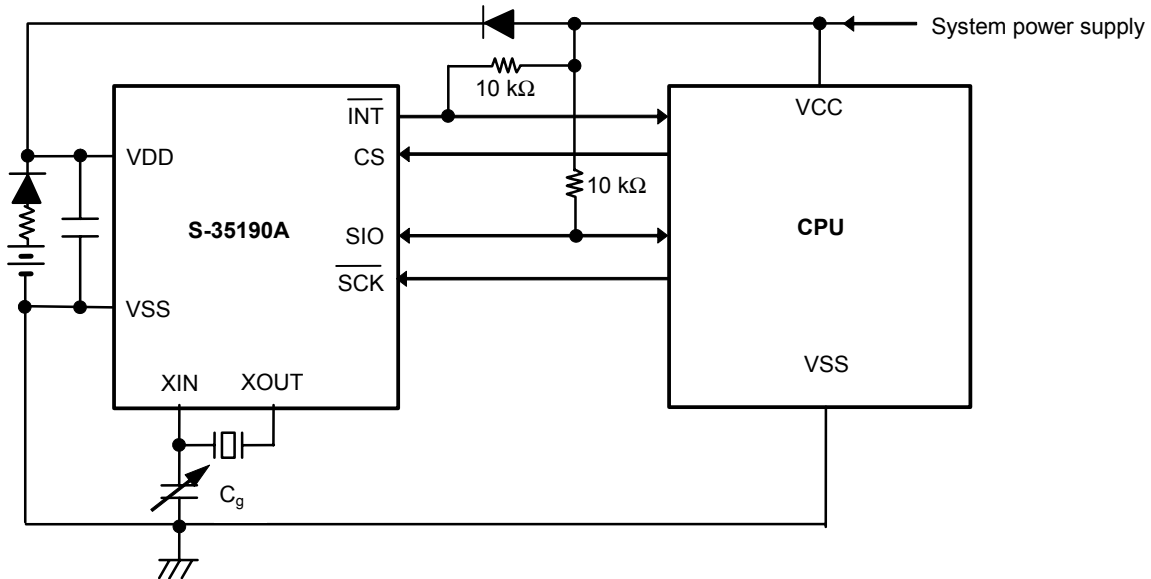 System power supply
10 kΩ
VCC
INT
CS
VDD
10 kΩ
S-35190A
SIO
CPU
SCK
VSS
VSS
XIN XOUT
Cg